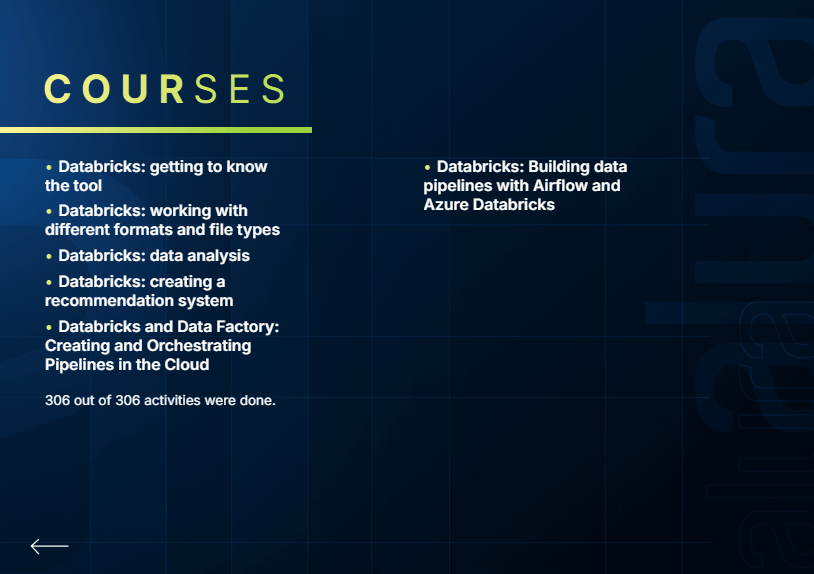 COURSES
• Databricks: getting to know
the tool
• Databricks: working with
different formats and file types
• Databricks: data analysis
• Databricks: creating a
recommendation system
• Databricks and Data Factory:
Creating and Orchestrating
Pipelines in the Cloud
306 out of 306 activities were done.
• Databricks: Building data
pipelines with Airflow and
Azure Databricks
alura
alura